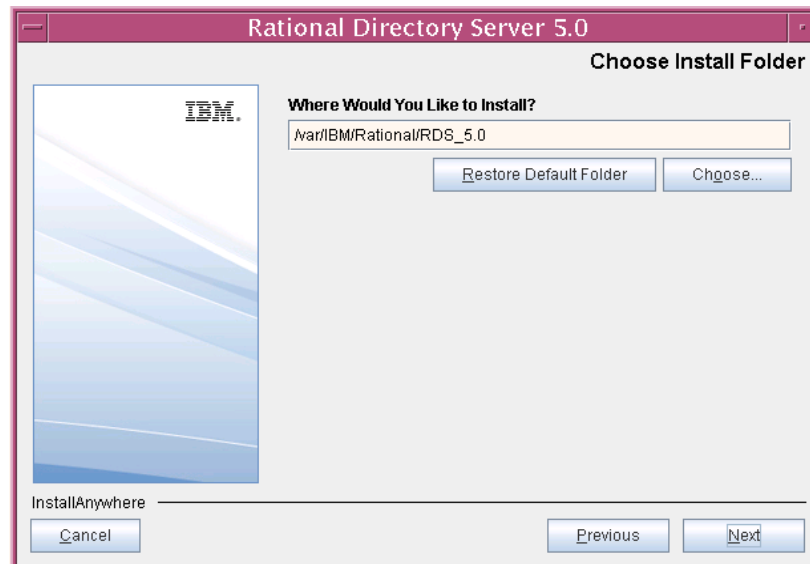 Rational Directory Server 5.0
Choose Install Folder
IBM.
Where Would You Like to Install?
/var/IBM/Rational/RDS_5.0
Restore Default Folder
Choose...
InstallAnywhere
Cancel
Previous
Next